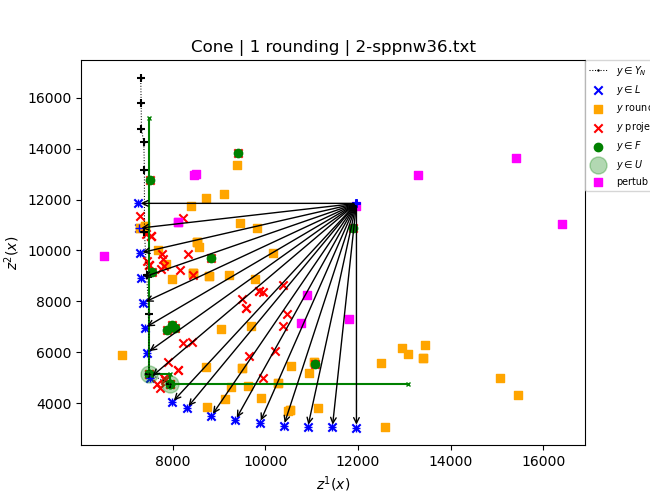 Cone | 1 rounding | 2-sppnw36.txt
z²(x)
16000
14000
12000
10000
8000
6000
4000
8000 10000 12000 14000 16000
z¹(x)
y ∈ Y_N
y ∈ L
y roun
y proje
y ∈ F
y ∈ U
pertub